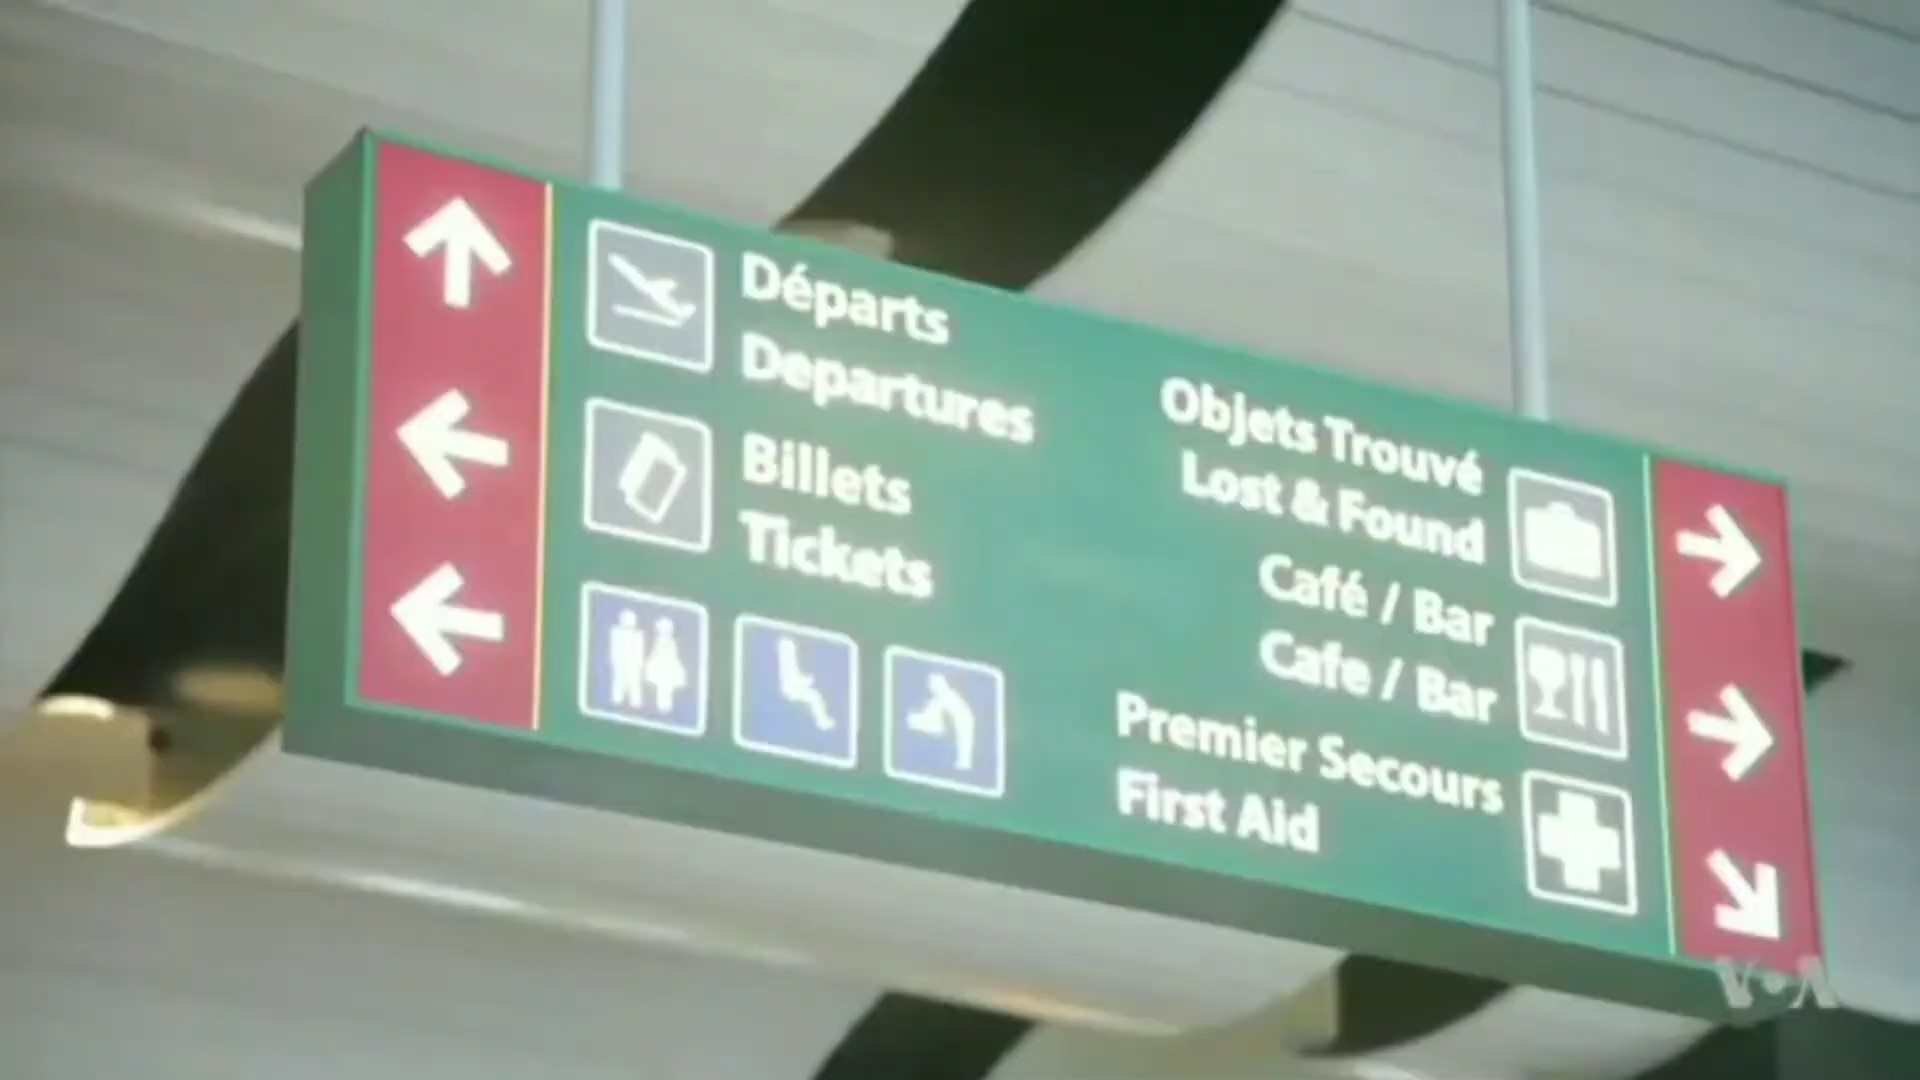 Départs
Departures
Billets
Tickets
Objets Trouvé
Lost & Found
Café / Bar
Cafe / Bar
Premier Secours
First Aid
VOA